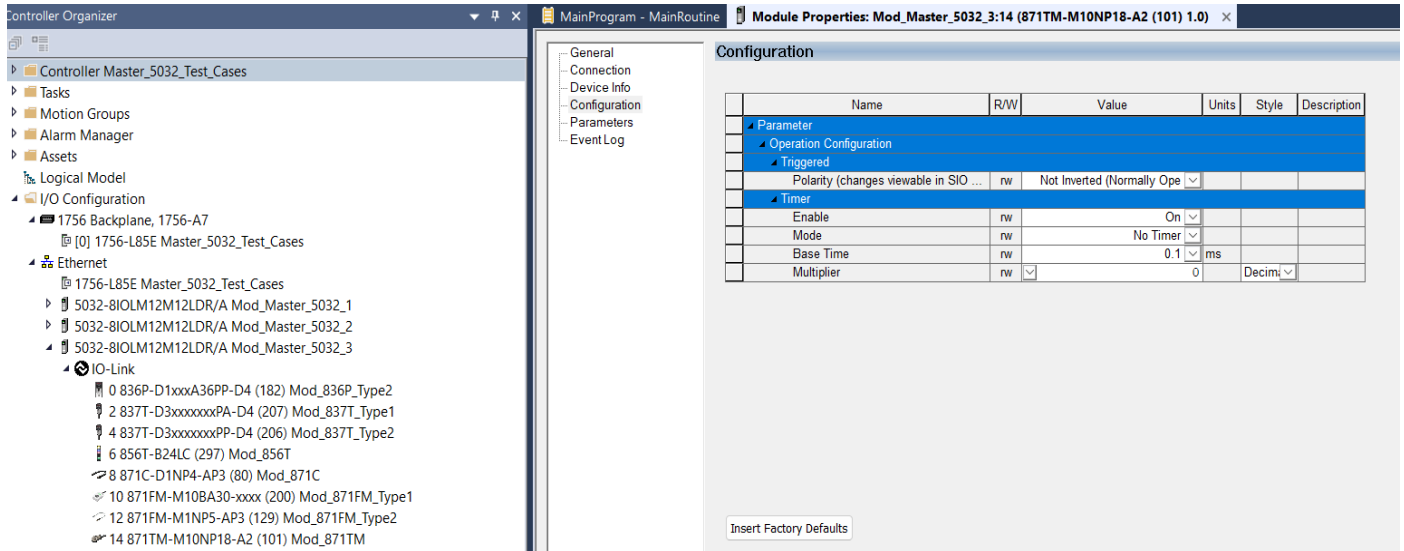 Controller Organizer
Controller Master_5032_Test_Cases
Tasks
Motion Groups
Alarm Manager
Assets
Logical Model
I/O Configuration
1756 Backplane, 1756-A7
[0] 1756-L85E Master_5032_Test_Cases
Ethernet
1756-L85E Master_5032_Test_Cases
5032-8IOLM12M12LDR/A Mod_Master_5032_1
5032-8IOLM12M12LDR/A Mod_Master_5032_2
5032-8IOLM12M12LDR/A Mod_Master_5032_3
IO-Link
0 836P-D1xxxA36PP-D4 (182) Mod_836P_Type2
2 837T-D3xxxxxxxPA-D4 (207) Mod_837T_Type1
4 837T-D3xxxxxxxPP-D4 (206) Mod_837T_Type2
6 856T-B24LC (297) Mod_856T
8 871C-D1NP4-AP3 (80) Mod_871C
10 871FM-M10BA30-xxxx (200) Mod_871FM_Type1
12 871FM-M1NP5-AP3 (129) Mod_871FM_Type2
14 871TM-M10NP18-A2 (101) Mod_871TM
MainProgram - MainRoutine
Module Properties: Mod_Master_5032_3:14 (871TM-M10NP18-A2 (101) 1.0)
General
Connection
Device Info
Configuration
Parameters
Event Log
Configuration
Name R/W Value Units Style Description
Parameter
Operation Configuration
Triggered
Polarity (changes viewable in SIO ... rw Not Inverted (Normally Ope
Timer
Enable rw On
Mode rw No Timer
Base Time rw 0.1 ms
Multiplier rw 0 Decima
Insert Factory Defaults